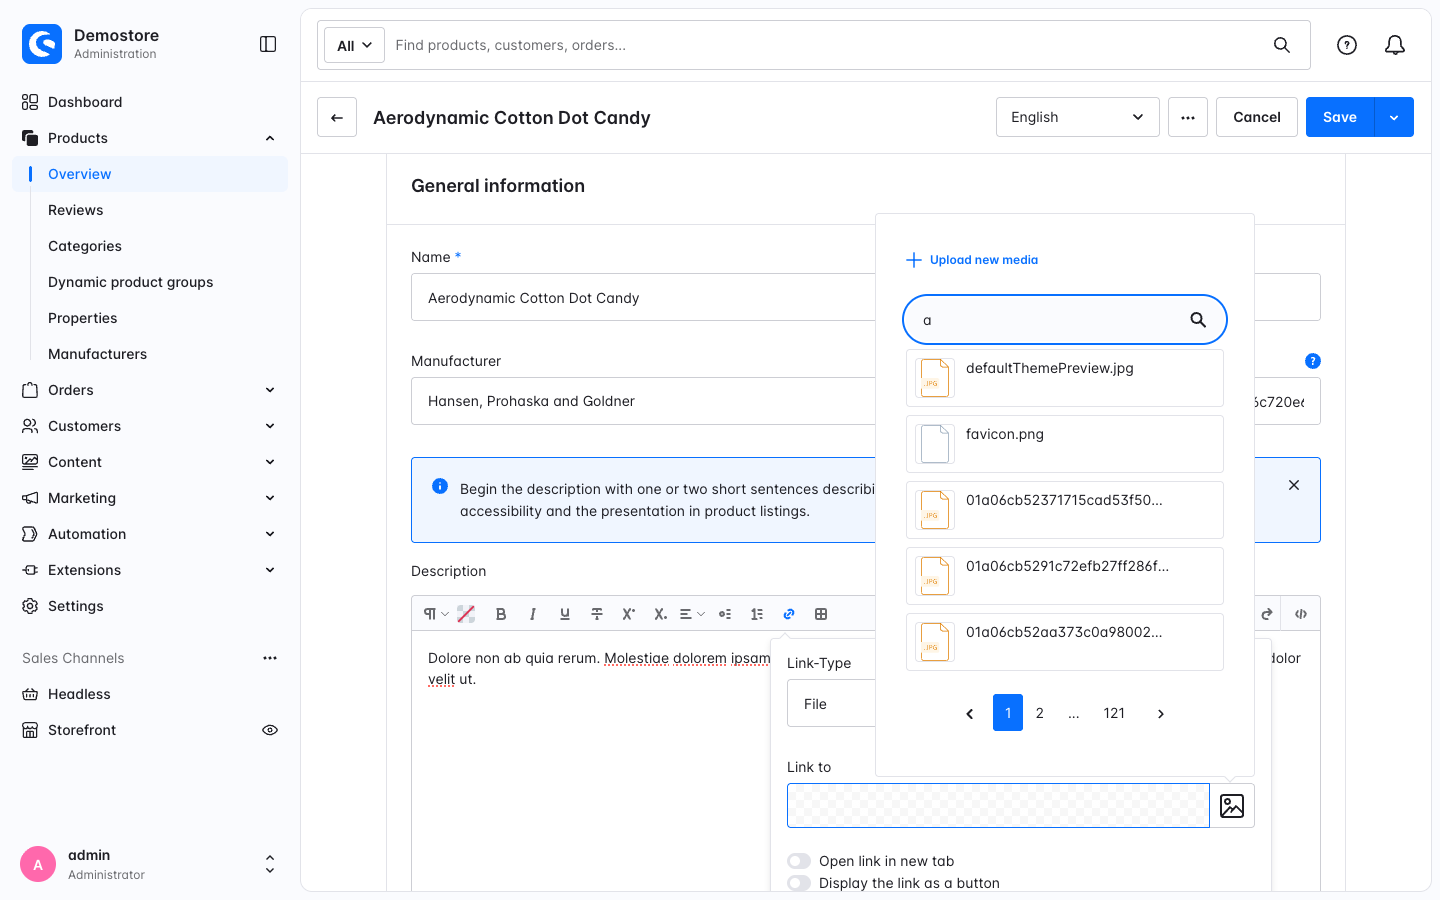 Demostore
Administration
Dashboard
Products
Overview
Reviews
Categories
Dynamic product groups
Properties
Manufacturers
Orders
Customers
Content
Marketing
Automation
Extensions
Settings
Sales Channels
Headless
Storefront
A
admin
Administrator
All
Find products, customers, orders...
Aerodynamic Cotton Dot Candy
English
Cancel
Save
General information
Name *
Aerodynamic Cotton Dot Candy
Manufacturer
Hansen, Prohaska and Goldner
Begin the description with one or two short sentences describi
accessibility and the presentation in product listings.
Description
Dolore non ab quia rerum. Molestiae dolorem ipsam
dolor
velit ut.
Link-Type
File
Link to
Open link in new tab
Display the link as a button
Upload new media
a
.JPG
defaultThemePreview.jpg
favicon.png
.JPG
01a06cb52371715cad53f50...
.JPG
01a06cb5291c72efb27ff286f...
.JPG
01a06cb52aa373c0a98002...
1
2
...
121